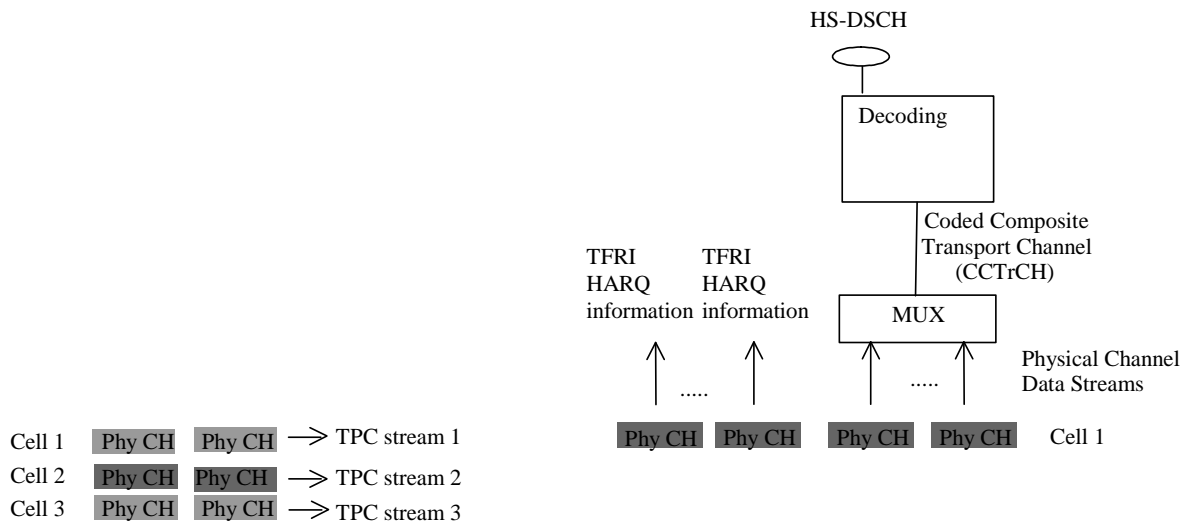 HS-DSCH
Decoding
Coded Composite
Transport Channel
(CCTrCH)
TFRI
HARQ
information
TFRI
HARQ
information
MUX
Physical Channel
Data Streams
.....
.....
Cell 1 Phy CH Phy CH TPC stream 1
Cell 2 Phy CH Phy CH TPC stream 2
Cell 3 Phy CH Phy CH TPC stream 3
Phy CH Phy CH Phy CH Phy CH Cell 1